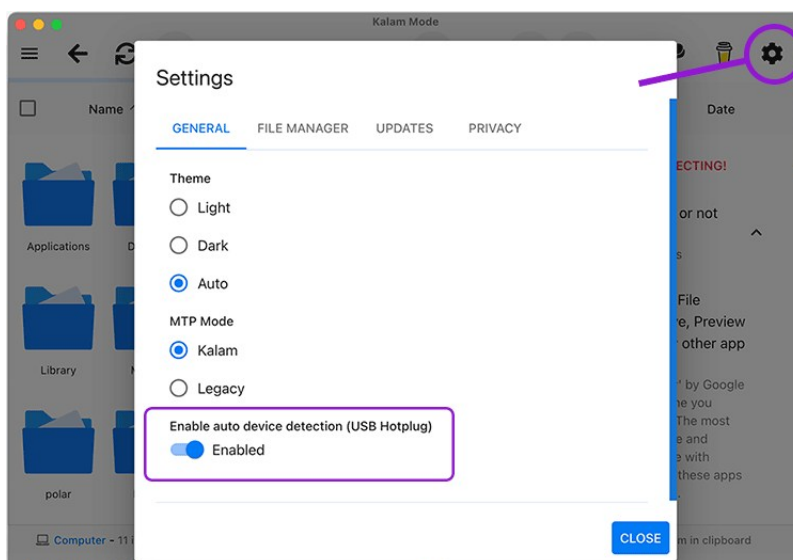 Kalam Mode
Settings
Name
Date
GENERAL FILE MANAGER UPDATES PRIVACY
Theme
Light
Dark
Auto
MTP Mode
Kalam
Legacy
Enable auto device detection (USB Hotplug)
Enabled
CLOSE
Applications
Library
polar
Computer - 11
ECTING!
or not
File
e, Preview
other app
' by Google
ne you
The most
e and
e with
these apps
m in clipboard